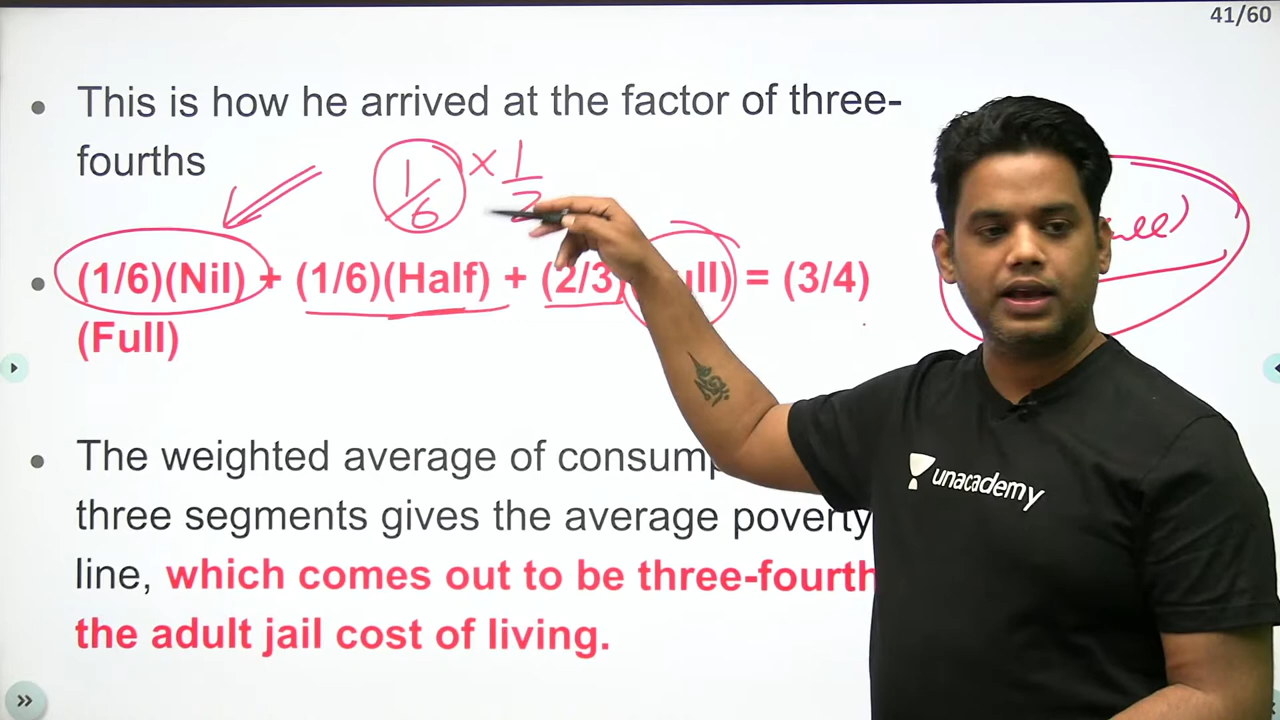 41/60
This is how he arrived at the factor of three-
fourths
1/6 × 1/2
(1/6)(Nil) + (1/6)(Half) + (2/3) = (3/4)
(Full)
The weighted average of
three segments gives the average poverty
line, which comes out to be three-fourth
the adult jail cost of living.
unacademy